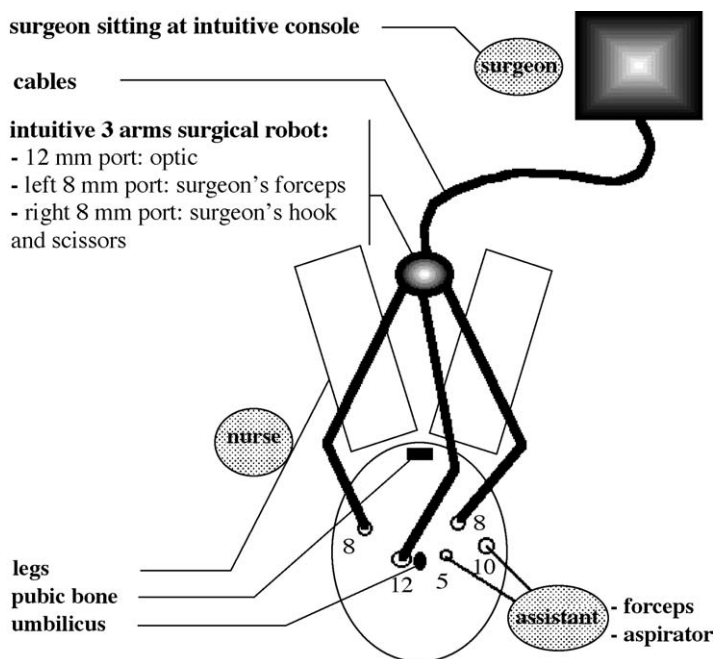 surgeon sitting at intuitive console
surgeon
cables
intuitive 3 arms surgical robot:
- 12 mm port: optic
- left 8 mm port: surgeon's forceps
- right 8 mm port: surgeon's hook
and scissors
nurse
8
8
12
5
10
legs
pubic bone
umbilicus
assistant
- forceps
- aspirator